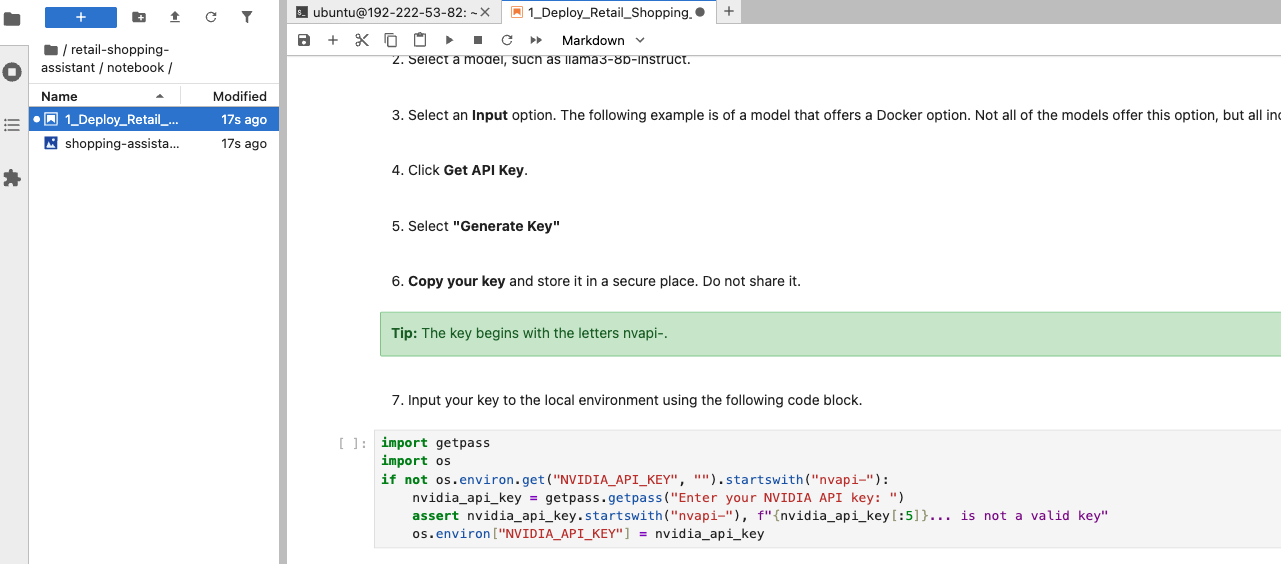 ubuntu@192-222-53-82: ~
1_Deploy_Retail_Shopping_
/ retail-shopping-
assistant / notebook /
Markdown
Name
Modified
1_Deploy_Retail_...
17s ago
shopping-assista...
17s ago
2. Select a model, such as llama3-8b-instruct.
3. Select an Input option. The following example is of a model that offers a Docker option. Not all of the models offer this option, but all
4. Click Get API Key.
5. Select "Generate Key"
6. Copy your key and store it in a secure place. Do not share it.
Tip: The key begins with the letters nvapi-.
7. Input your key to the local environment using the following code block.
[ ]:
import getpass
import os
if not os.environ.get("NVIDIA_API_KEY", "").startswith("nvapi-"):
    nvidia_api_key = getpass.getpass("Enter your NVIDIA API key: ")
    assert nvidia_api_key.startswith("nvapi-"), f"{nvidia_api_key[:5]}... is not a valid key"
    os.environ["NVIDIA_API_KEY"] = nvidia_api_key